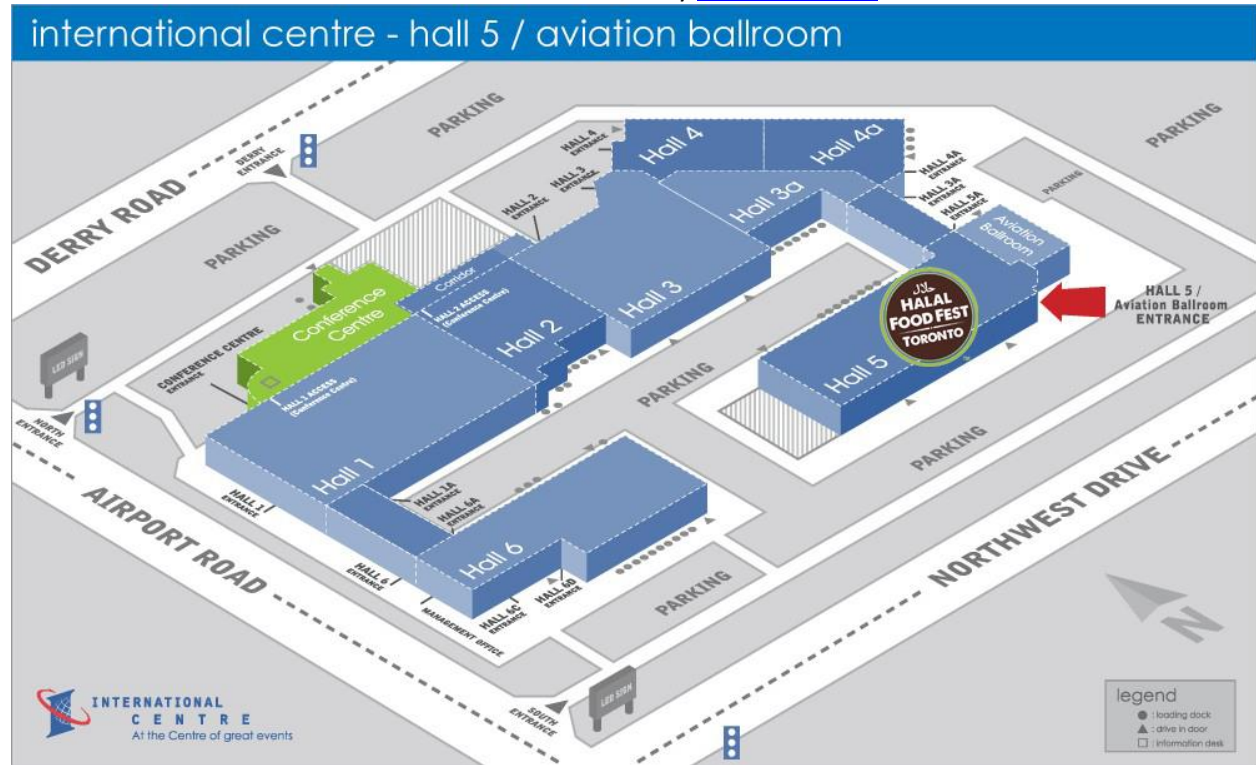 international centre - hall 5 / aviation ballroom
PARKING
PARKING
DERRY
ENTRANCE
DERRY ROAD
PARKING
HALL 4
ENTRANCE
HALL 3
ENTRANCE
HALL 2
ENTRANCE
Hall 4
Hall 4a
HALL 4A
ENTRANCE
HALL 3A
ENTRANCE
HALL 5A
ENTRANCE
PARKING
Hall 3a
Aviation
Ballroom
Corridor
HALL 2 ACCESS
(Conference Centre)
Hall 3
Hall 2
Conference
Centre
CONFERENCE CENTRE
ENTRANCE
HALL 1 ACCESS
(Conference Centre)
HALAL
FOOD FEST
TORONTO
HALL 5 /
Aviation Ballroom
ENTRANCE
Hall 5
LED SIGN
NORTH
ENTRANCE
PARKING
PARKING
Hall 1
HALL 1
ENTRANCE
HALL 1A
ENTRANCE
HALL 6A
ENTRANCE
AIRPORT ROAD
Hall 6
HALL 6
ENTRANCE
MANAGEMENT OFFICE
HALL 6C
ENTRANCE
HALL 6D
ENTRANCE
PARKING
NORTHWEST DRIVE
N
LED SIGN
SOUTH
ENTRANCE
INTERNATIONAL
CENTRE
At the Centre of great events
legend
: loading dock
: drive in door
: information desk